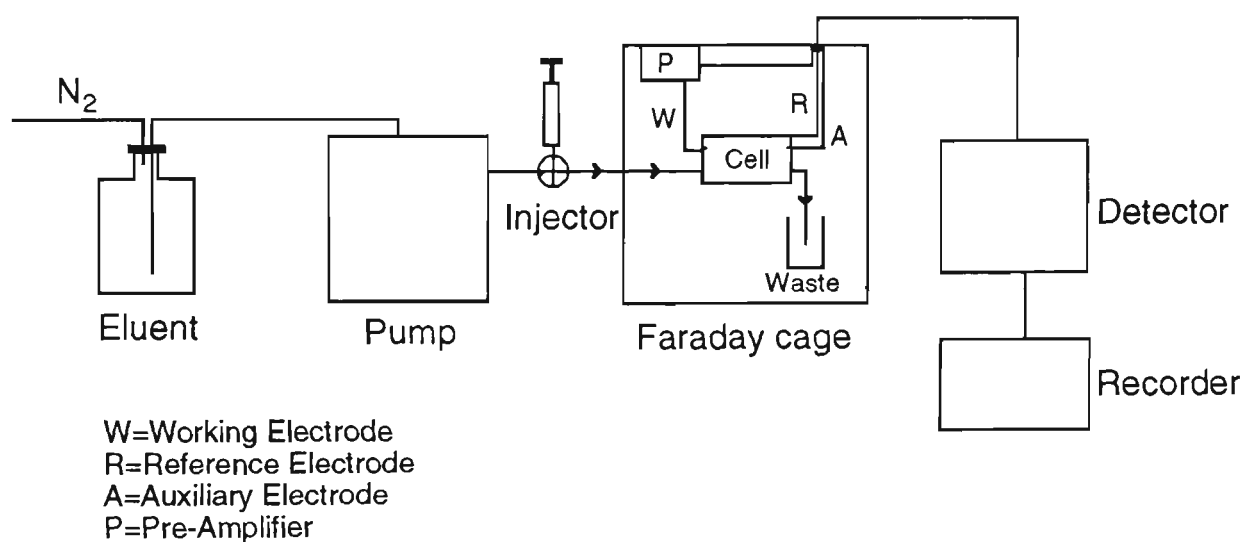 N2
P
W
R
A
Cell
Injector
Waste
Detector
Eluent
Pump
Faraday cage
Recorder
W=Working Electrode
R=Reference Electrode
A=Auxiliary Electrode
P=Pre-Amplifier